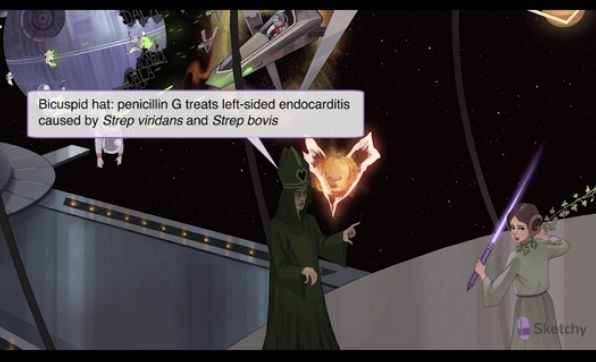 Bicuspid hat: penicillin G treats left-sided endocarditis
caused by Strep viridans and Strep bovis
Sketchy